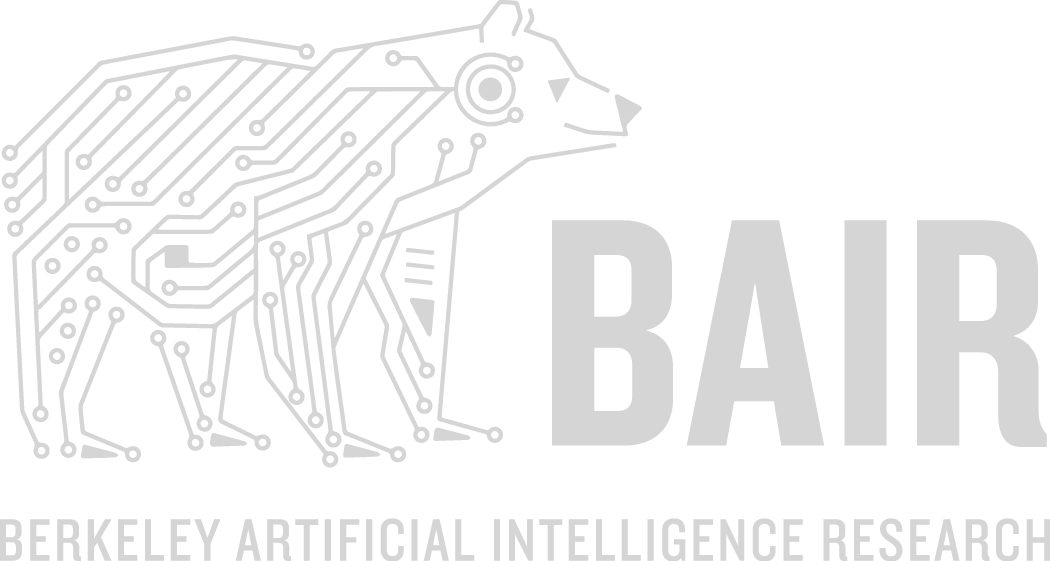 BAIR
BERKELEY ARTIFICIAL INTELLIGENCE RESEARCH